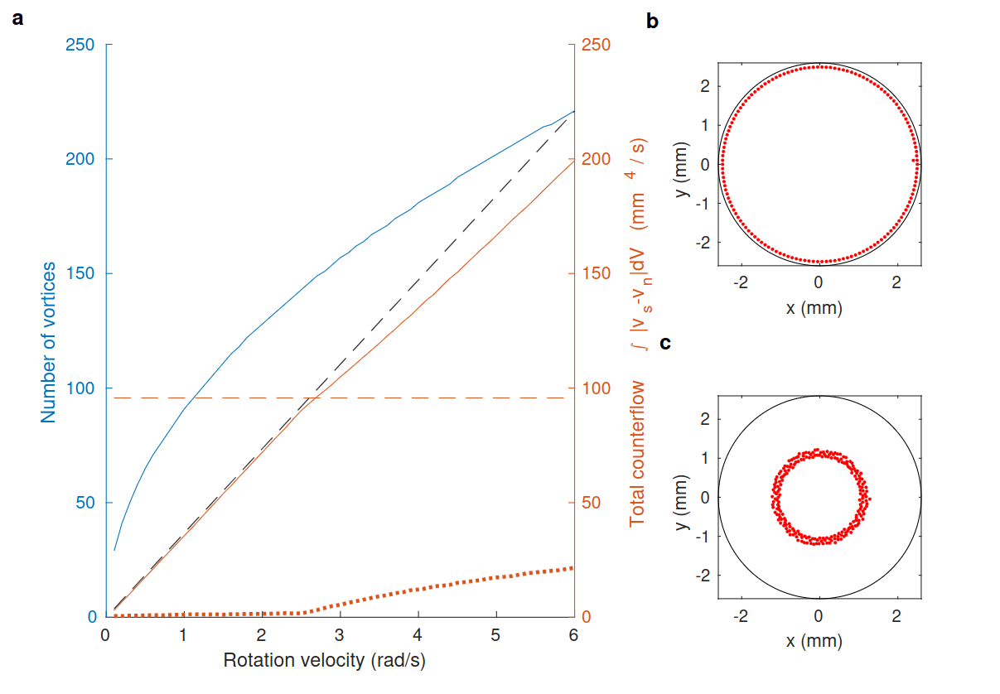 a
250
200
150
100
50
0
Number of vortices
0 1 2 3 4 5 6
Rotation velocity (rad/s)
250
200
150
100
50
0
Total counterflow ∫ |v s -v n |dV (mm 4 / s)
b
2
1
0
-1
-2
y (mm)
-2 0 2
x (mm)
c
2
1
0
-1
-2
y (mm)
-2 0 2
x (mm)